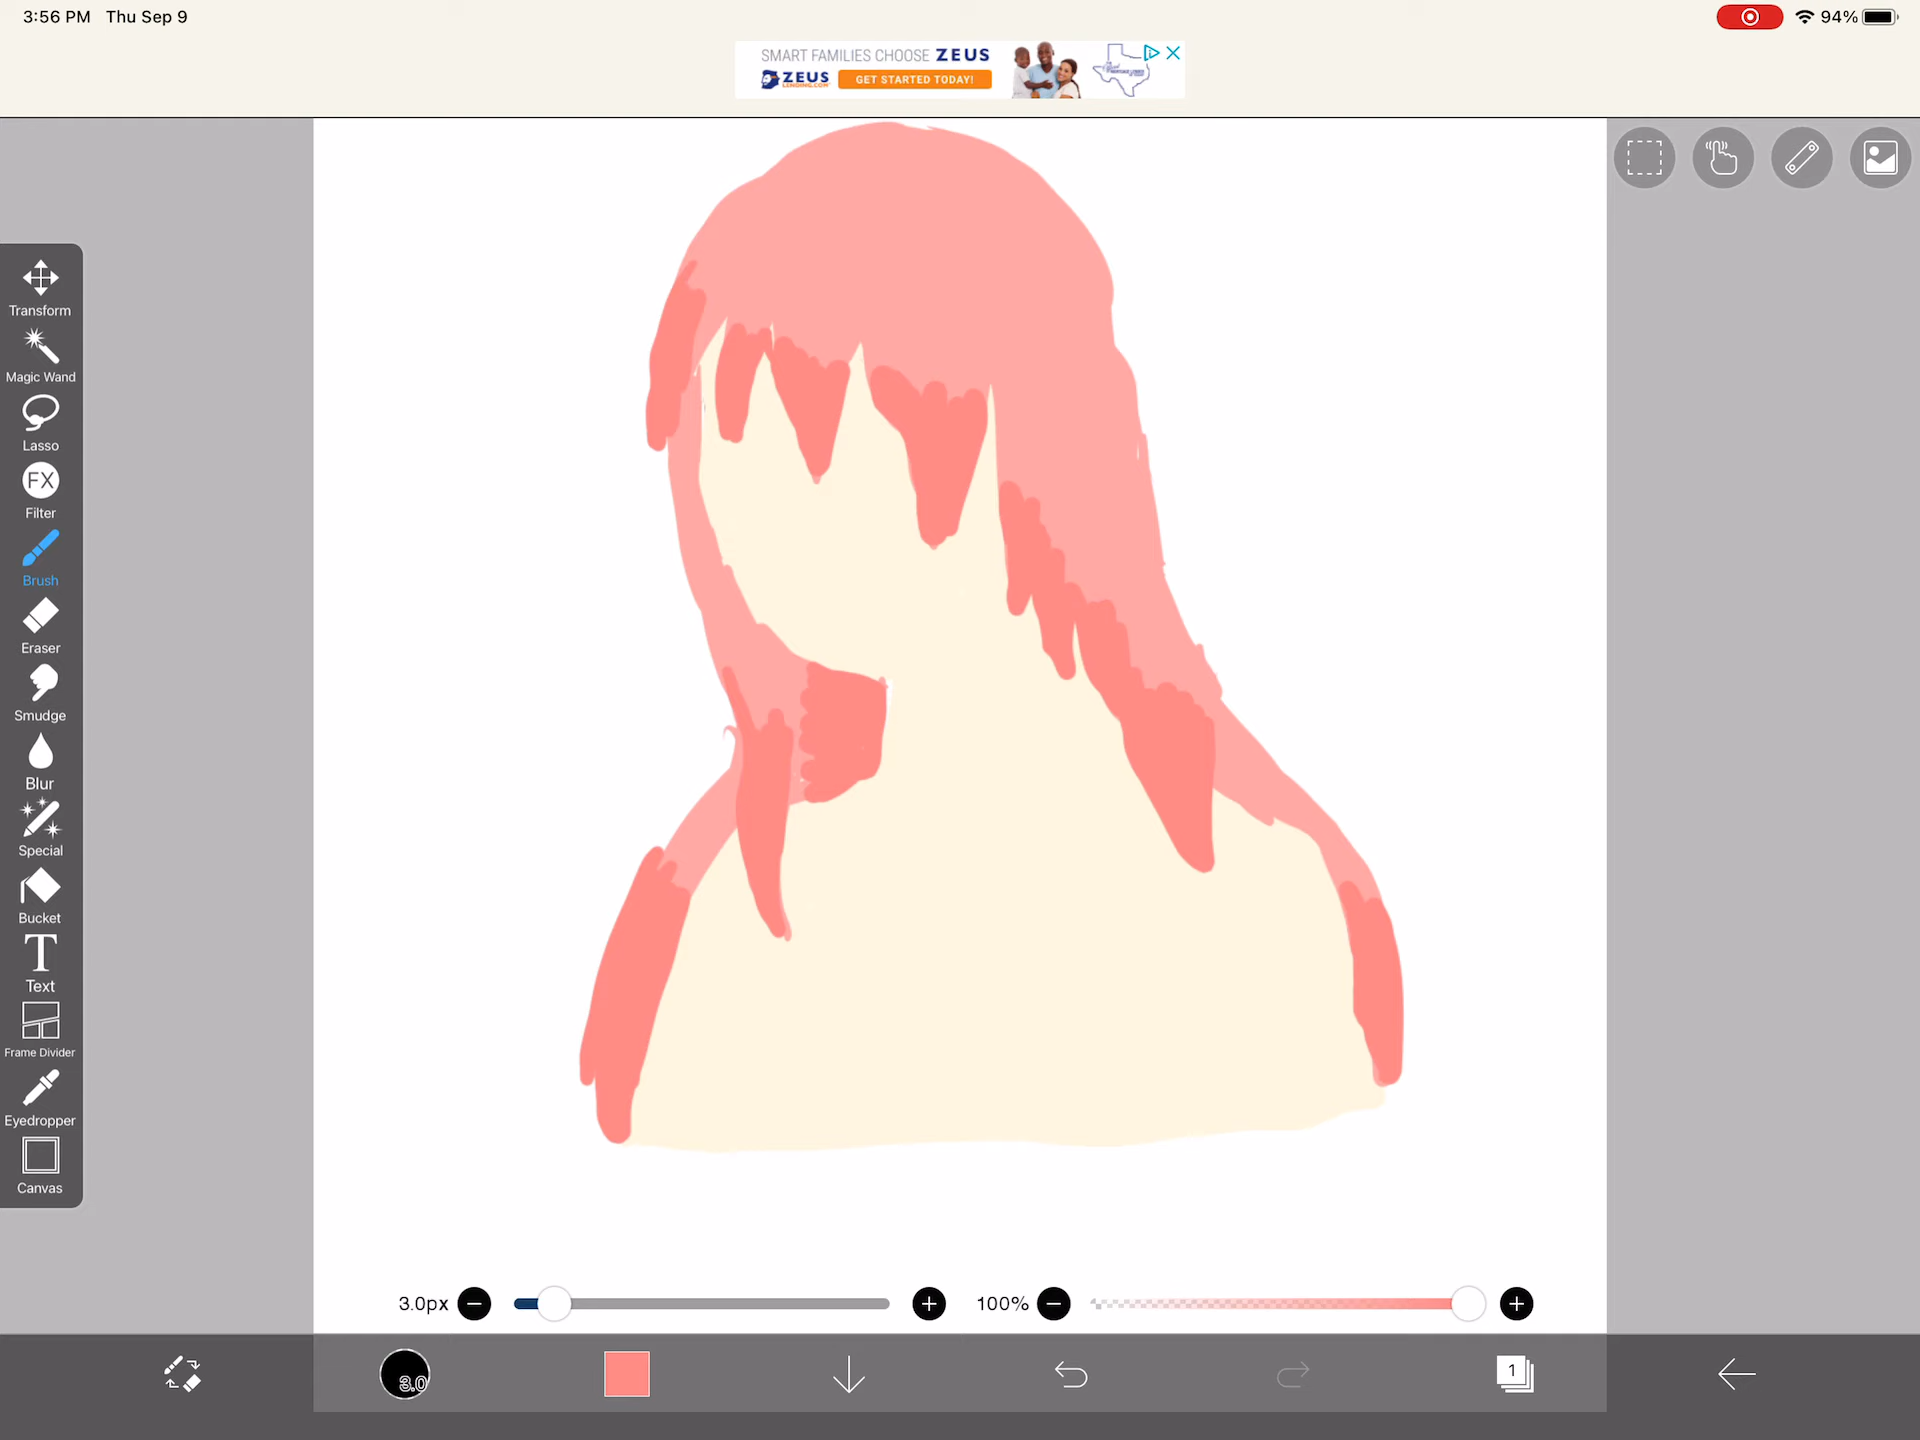 3:56 PM Thu Sep 9
94%
SMART FAMILIES CHOOSE ZEUS
ZEUS
LENDING.COM
GET STARTED TODAY!
Transform
Magic Wand
Lasso
FX
Filter
Brush
Eraser
Smudge
Blur
Special
Bucket
T
Text
Frame Divider
Eyedropper
Canvas
3.0px
100%
3.0
1